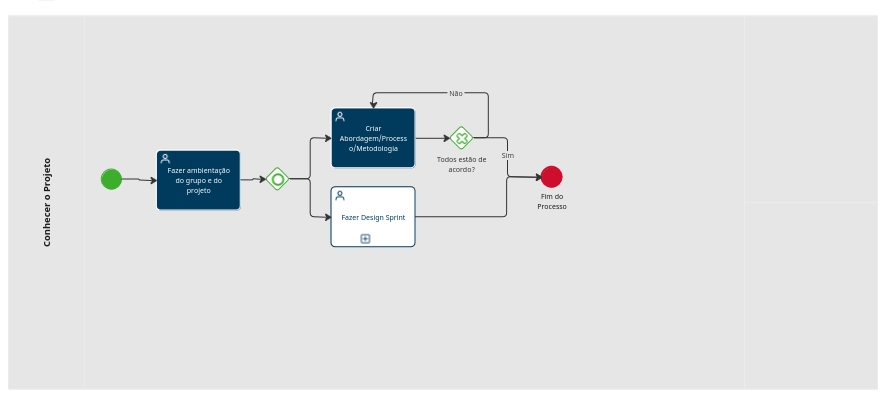 Conhecer o Projeto
Fazer ambientação
do grupo e do
projeto
Criar
Abordagem/Process
o/Metodologia
Não
Todos estão de
acordo?
Sim
Fazer Design Sprint
Fim do
Processo